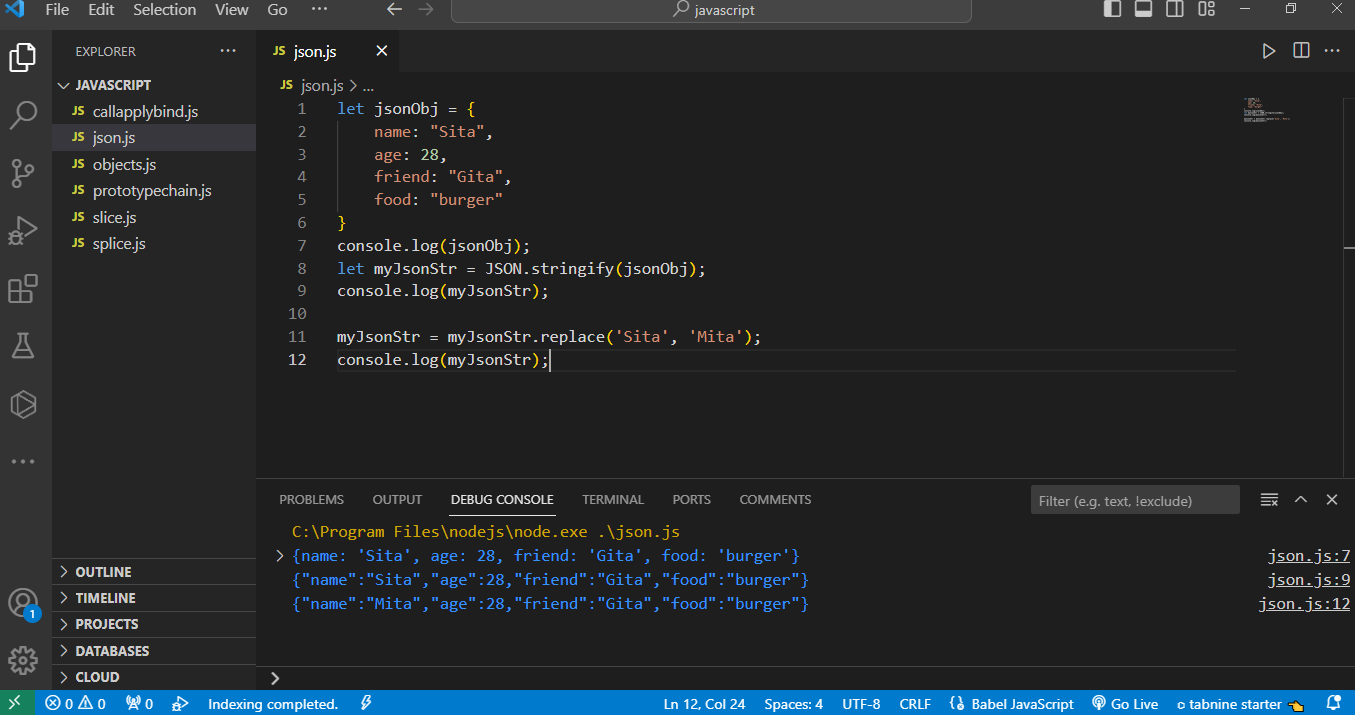 File Edit Selection View Go ··· javascript
EXPLORER ···
JAVASCRIPT
JS callapplybind.js
JS json.js
JS objects.js
JS prototypechain.js
JS slice.js
JS splice.js
OUTLINE
TIMELINE
PROJECTS
DATABASES
CLOUD
1
JS json.js
JS json.js > ...
1 let jsonObj = {
2 name: "Sita",
3 age: 28,
4 friend: "Gita",
5 food: "burger"
6 }
7 console.log(jsonObj);
8 let myJsonStr = JSON.stringify(jsonObj);
9 console.log(myJsonStr);
10
11 myJsonStr = myJsonStr.replace('Sita', 'Mita');
12 console.log(myJsonStr);
PROBLEMS OUTPUT DEBUG CONSOLE TERMINAL PORTS COMMENTS Filter (e.g. text, !exclude)
C:\Program Files\nodejs\node.exe .\json.js
> {name: 'Sita', age: 28, friend: 'Gita', food: 'burger'} json.js:7
{"name":"Sita","age":28,"friend":"Gita","food":"burger"} json.js:9
{"name":"Mita","age":28,"friend":"Gita","food":"burger"} json.js:12
>
0 0 0 Indexing completed. Ln 12, Col 24 Spaces: 4 UTF-8 CRLF {} Babel JavaScript Go Live tabnine starter